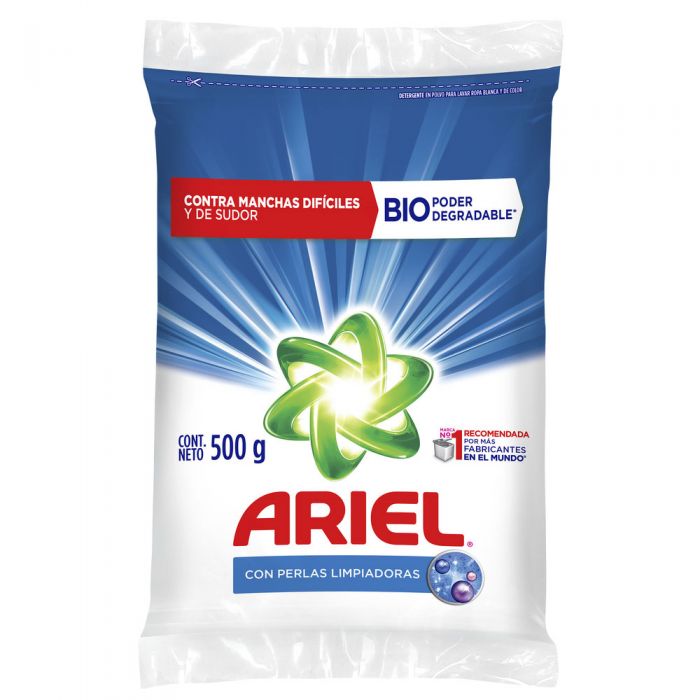 DETERGENTE EN POLVO PARA LAVAR ROPA BLANCA Y DE COLOR
CONTRA MANCHAS DIFÍCILES
Y DE SUDOR
BIO PODER
DEGRADABLE*
CONT.
NETO 500 g
MARCA
Nº 1 RECOMENDADA
POR MÁS
FABRICANTES
EN EL MUNDO*
ARIEL®
CON PERLAS LIMPIADORAS